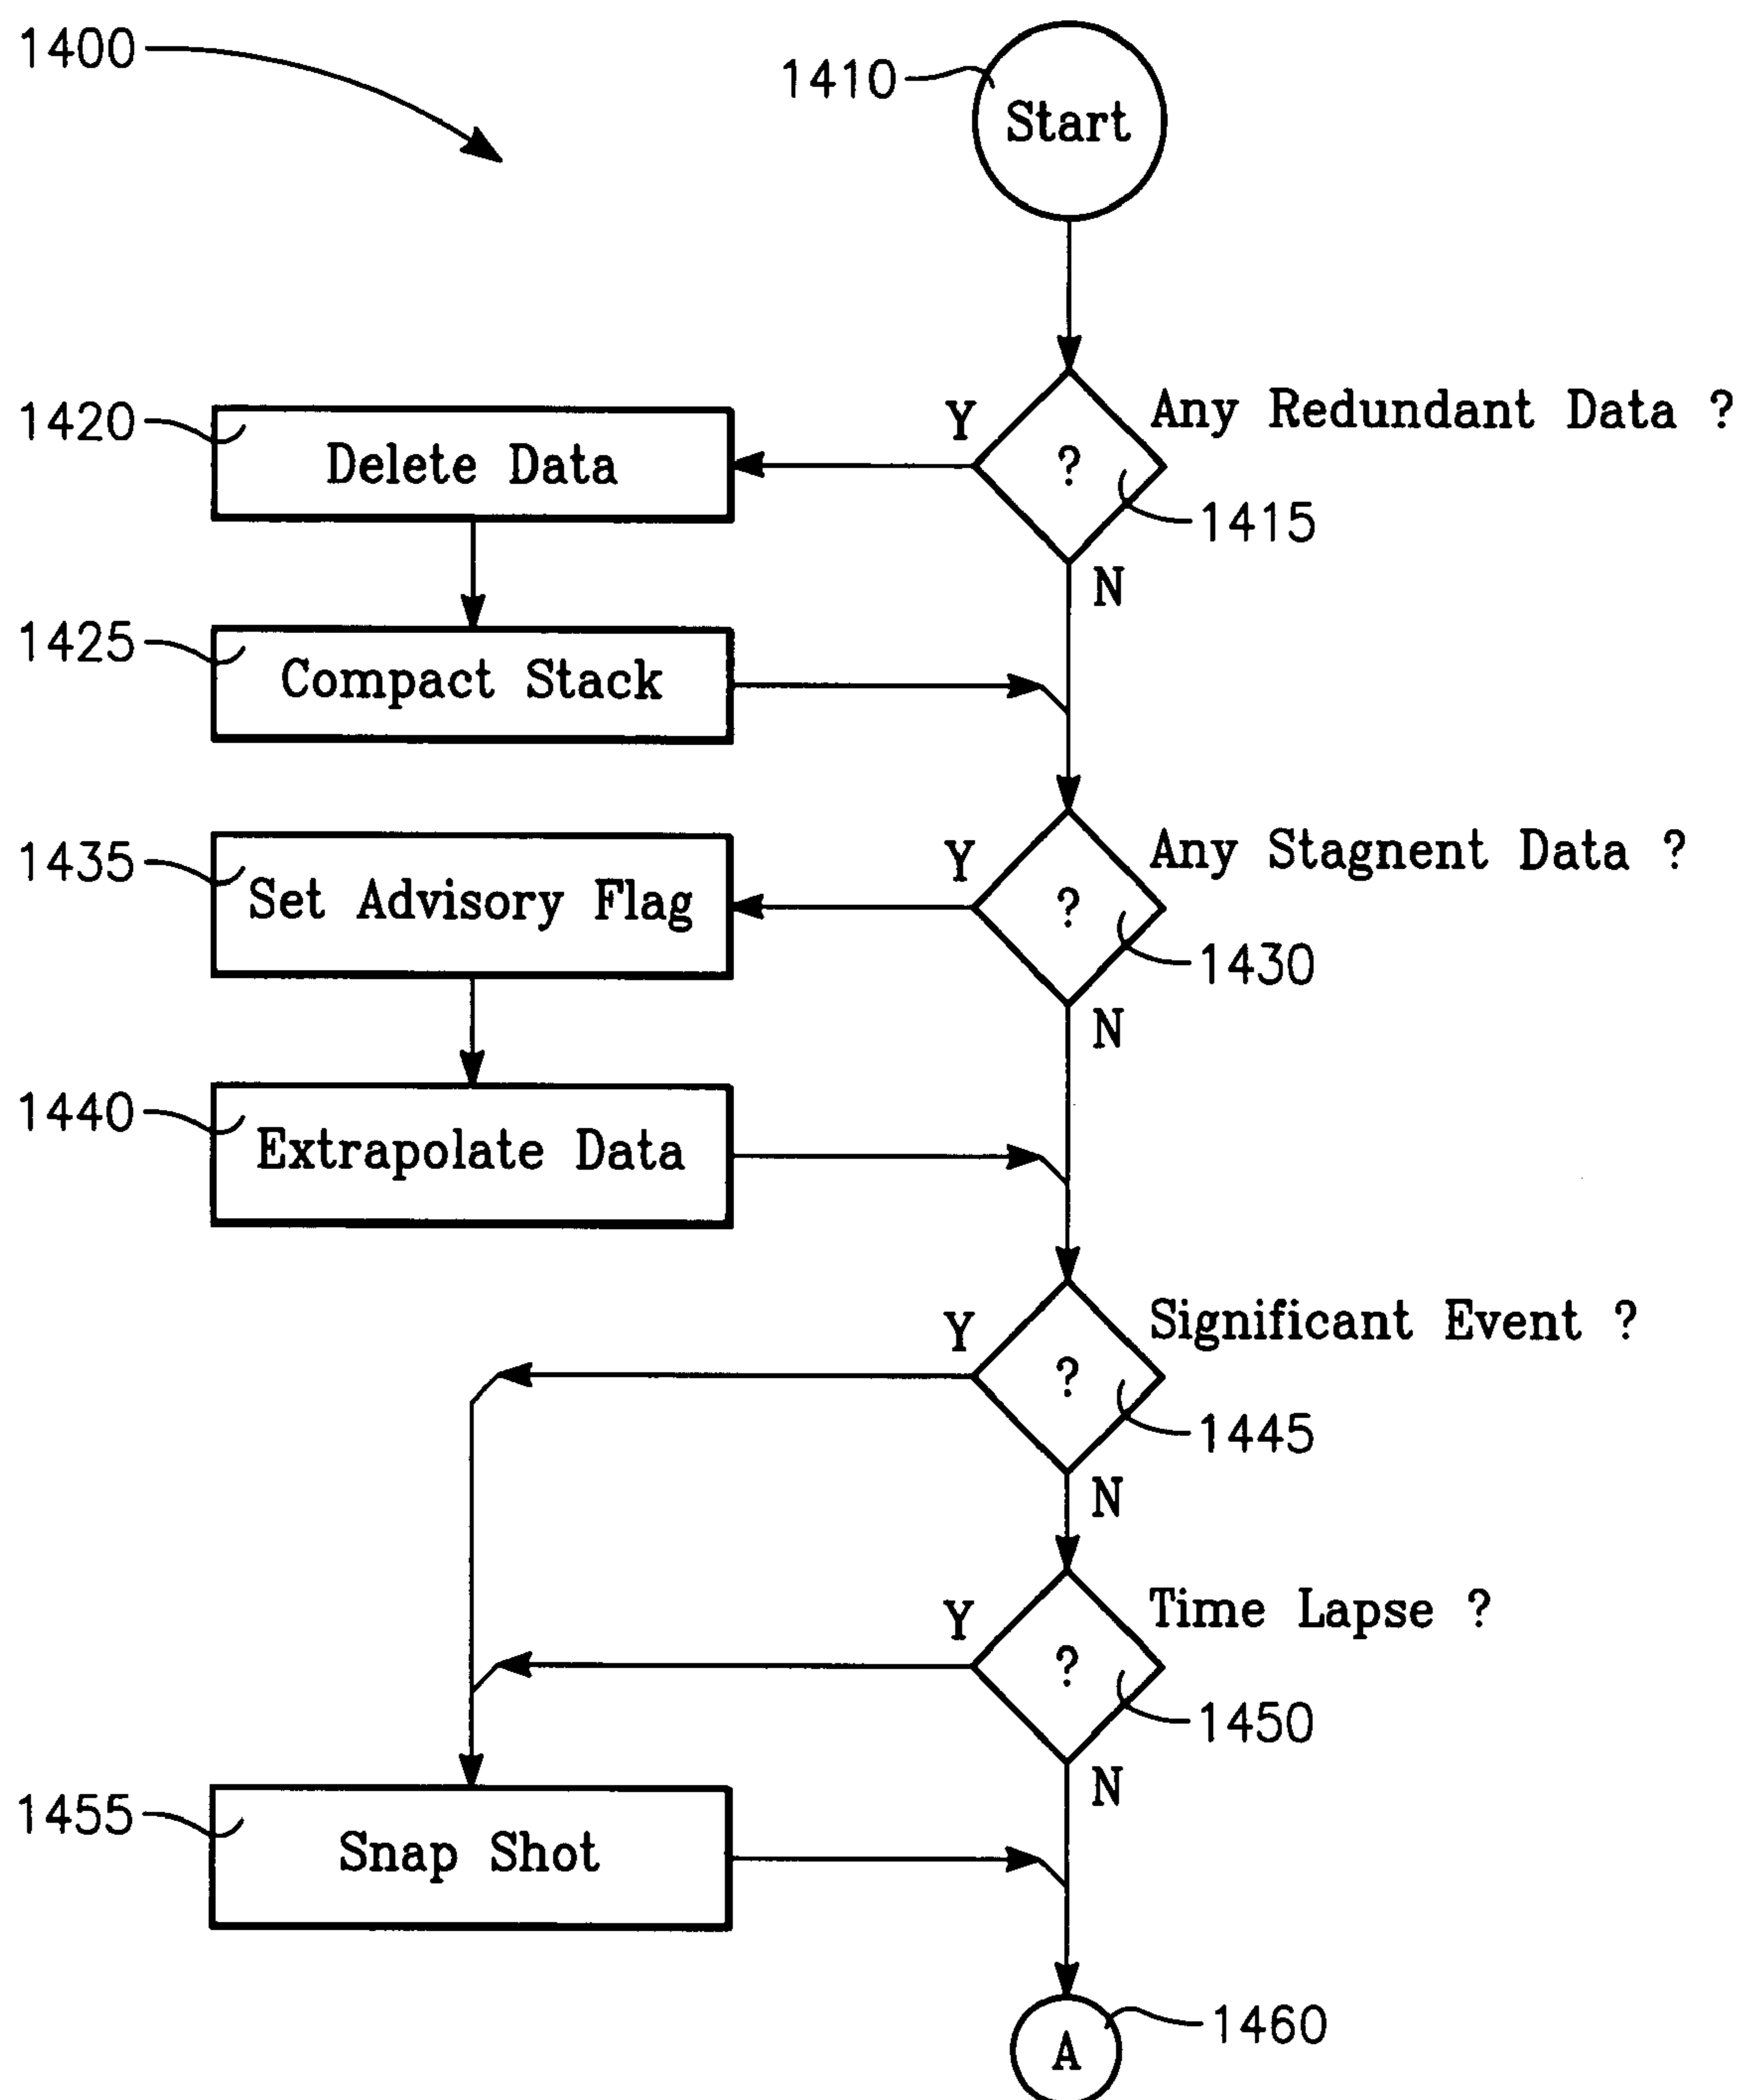 1400
1410
Start
Any Redundant Data ?
Y
?
1415
N
1420
Delete Data
1425
Compact Stack
Any Stagnent Data ?
Y
?
1430
N
1435
Set Advisory Flag
1440
Extrapolate Data
Significant Event ?
Y
?
1445
N
Time Lapse ?
Y
?
1450
N
1455
Snap Shot
1460
A